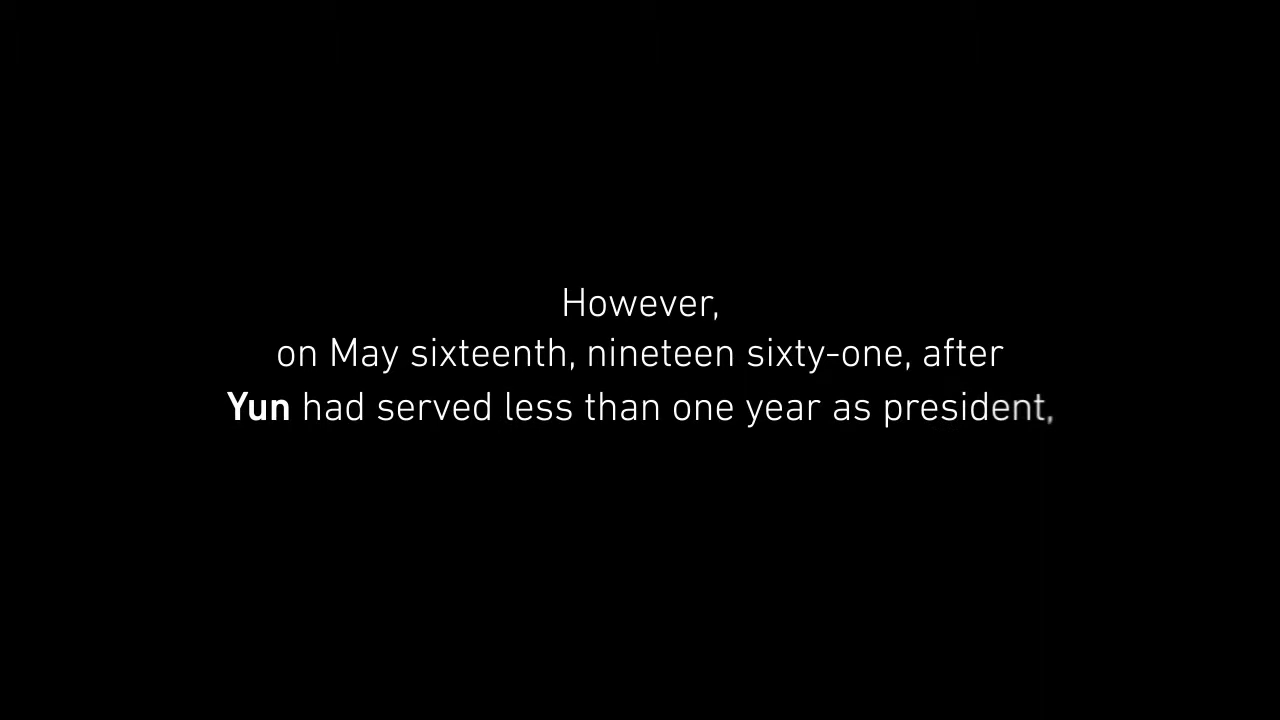 However,
on May sixteenth, nineteen sixty-one, after
Yun had served less than one year as president,